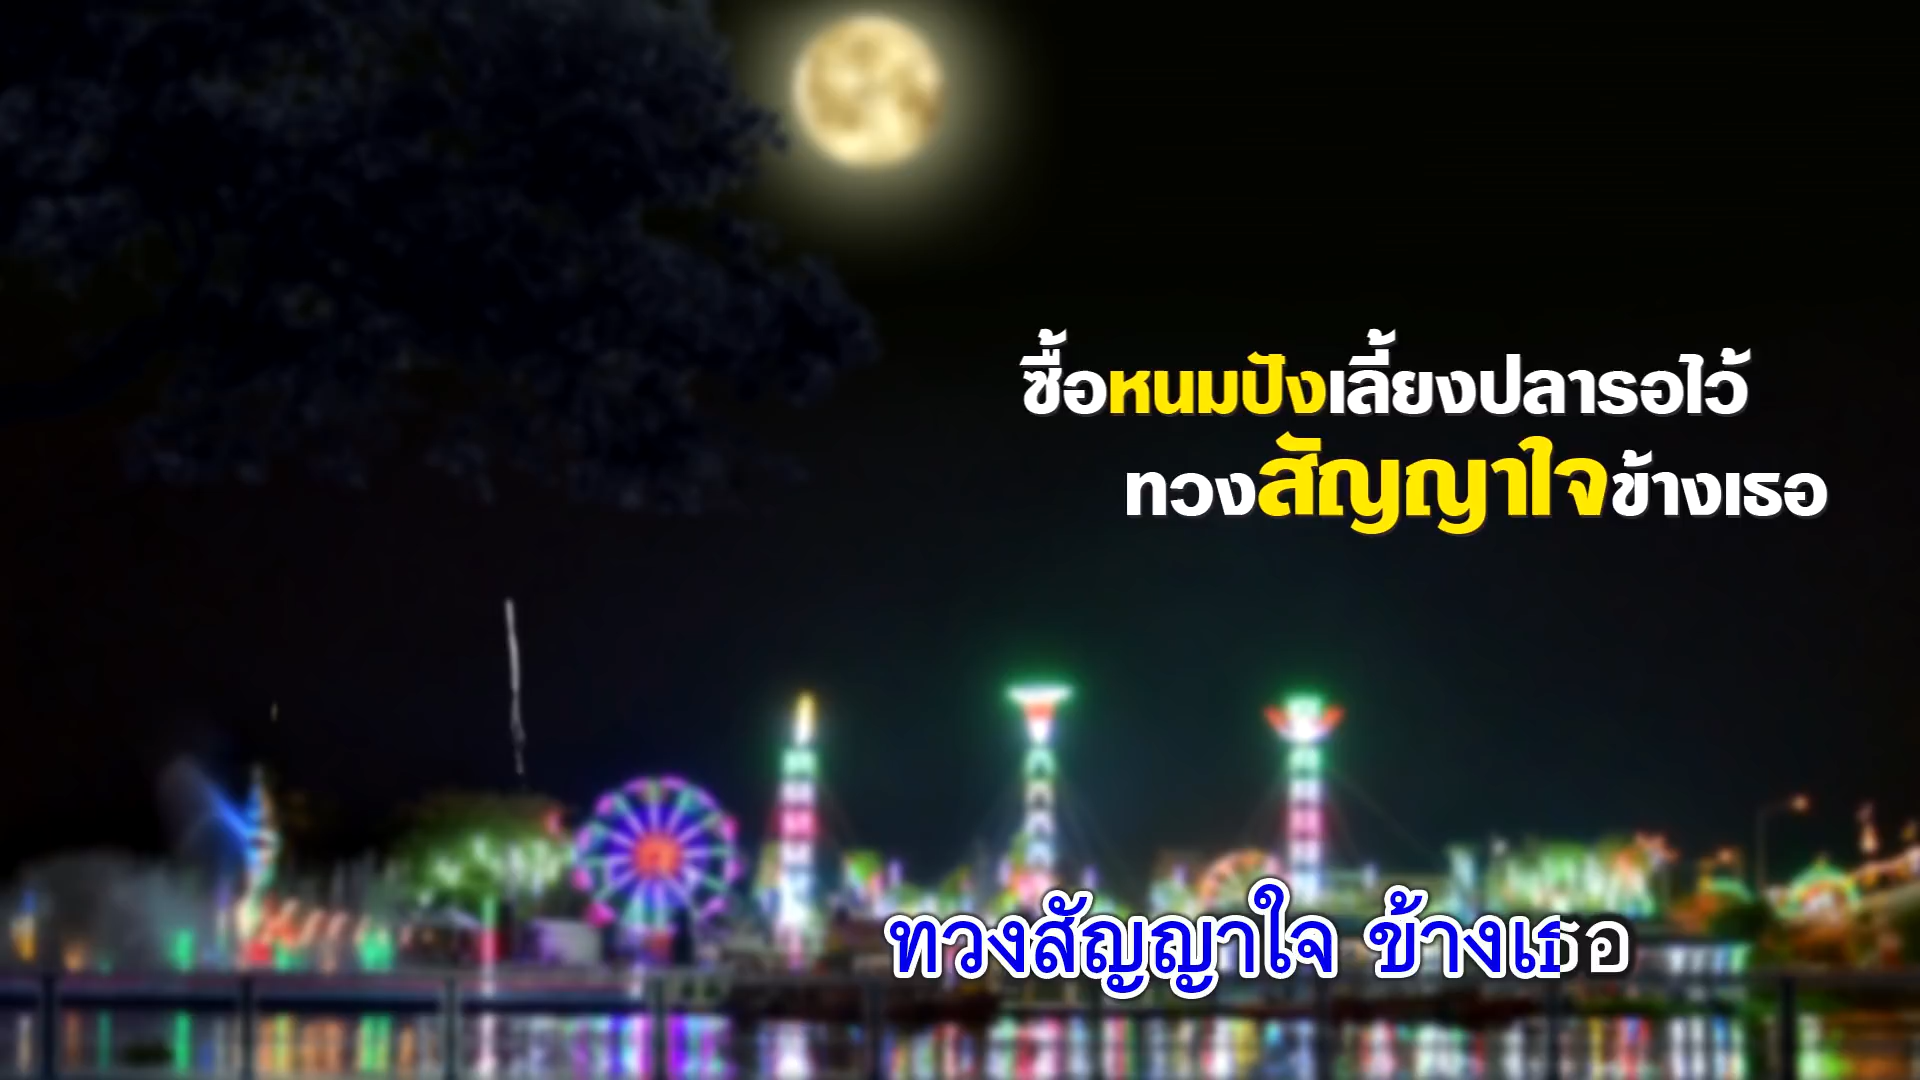 ซื้อหนมปังเลี้ยงปลารอไว้
ทวงสัญญาใจข้างเธอ
ทวงสัญญาใจ ข้างเธอ